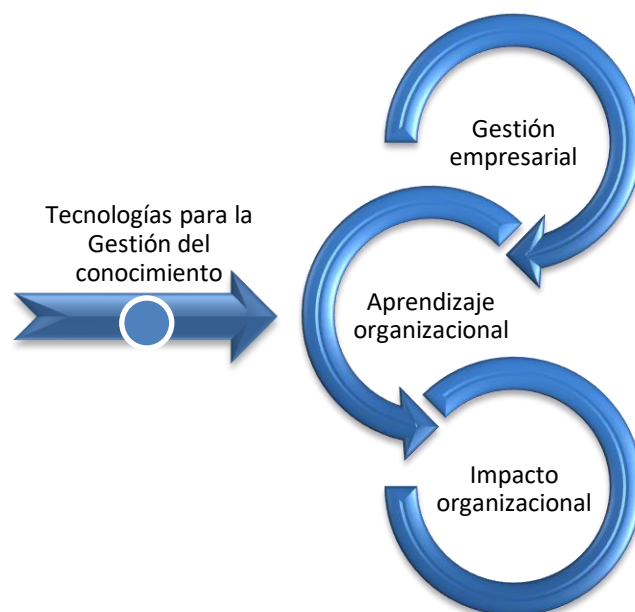 Gestión
empresarial
Tecnologías para la
Gestión del
conocimiento
Aprendizaje
organizacional
Impacto
organizacional